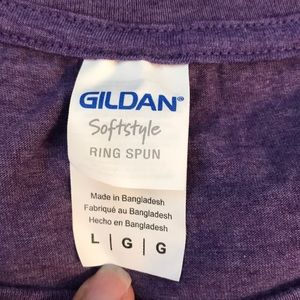 GILDAN®
Softstyle
RING SPUN
Made in Bangladesh
Fabriqué au Bangladesh
Hecho en Bangladesh
L | G | G